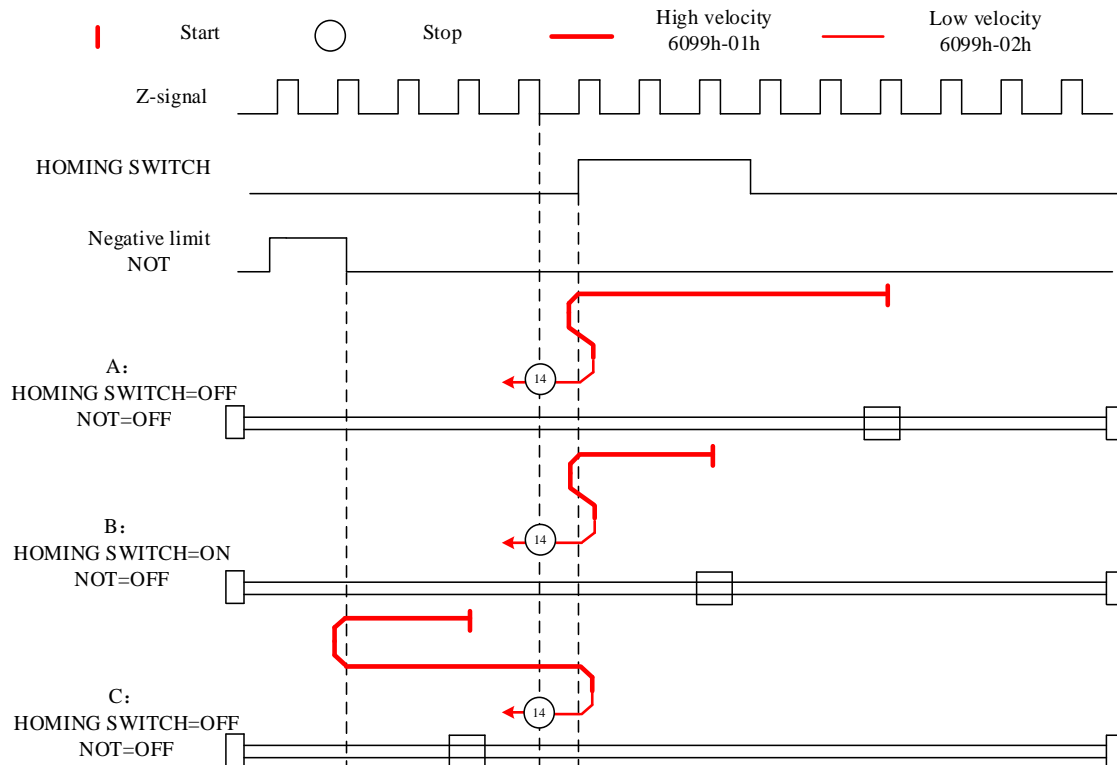 Start
Stop
High velocity
6099h-01h
Low velocity
6099h-02h
Z-signal
HOMING SWITCH
Negative limit
NOT
A：
HOMING SWITCH=OFF
NOT=OFF
14
B：
HOMING SWITCH=ON
NOT=OFF
14
C：
HOMING SWITCH=OFF
NOT=OFF
14